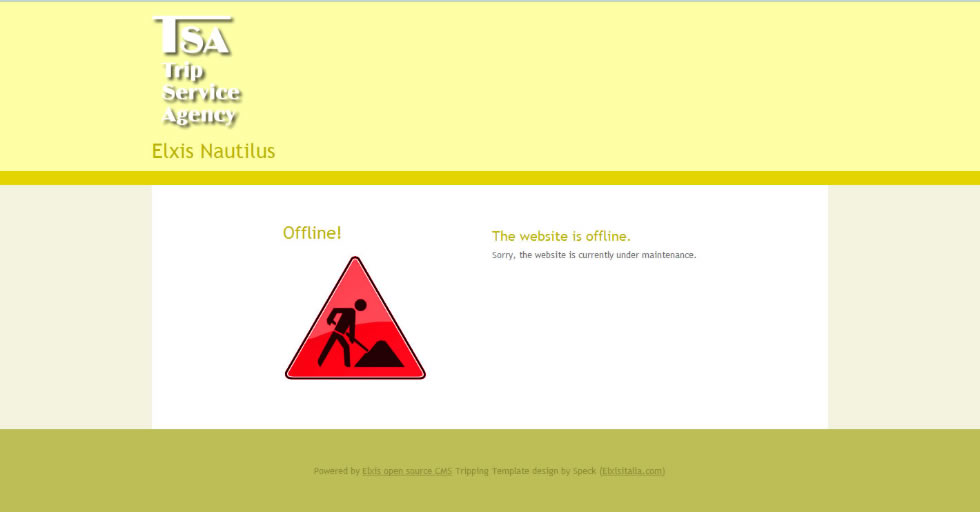 TSA
Trip
Service
Agency
Elxis Nautilus
Offline!
The website is offline.
Sorry, the website is currently under maintenance.
Powered by Elxis open source CMS Tripping Template design by Speck (Elxisitalia.com)